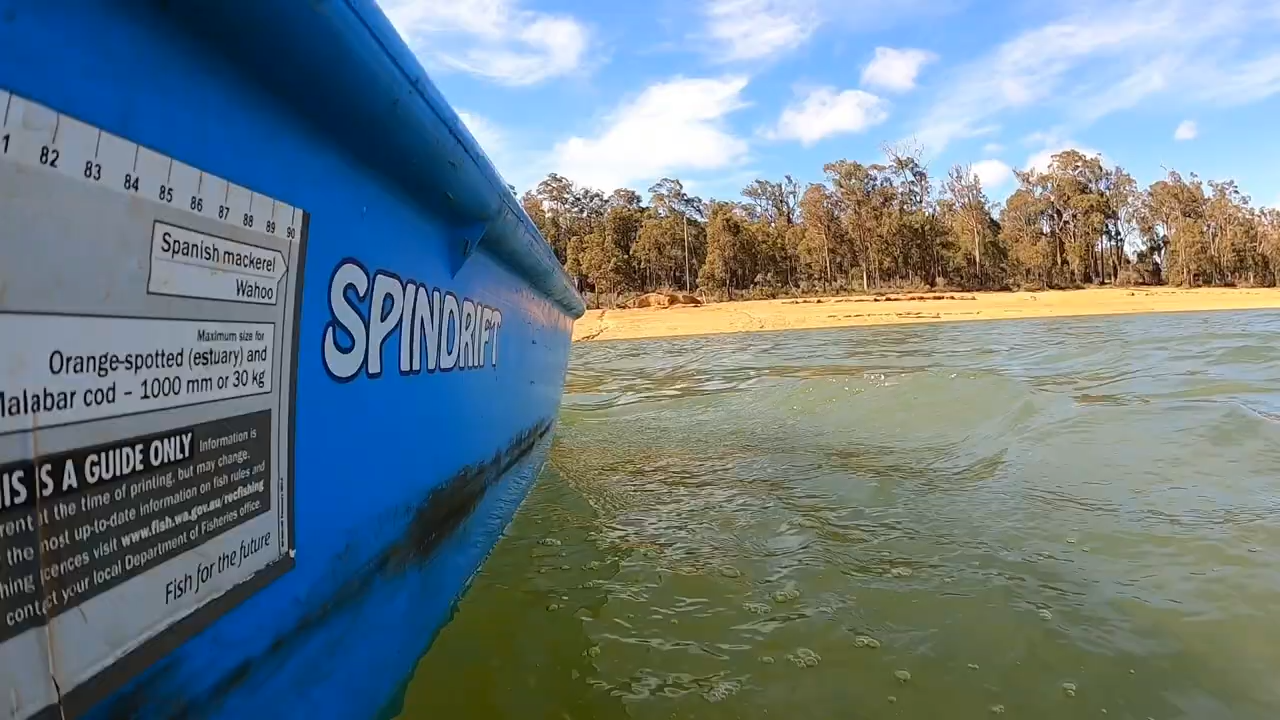 82 83 84 85 86 87 88 89 90
Spanish mackerel
Wahoo
Maximum size for
Orange-spotted (estuary) and
Malabar cod – 1000 mm or 30 kg
IS A GUIDE ONLY Information is
at the time of printing, but may change.
the most up-to-date information on fish rules and
licences visit www.fish.wa.gov.au/recfishing
contact your local Department of Fisheries office.
Fish for the future
SPINDRIFT